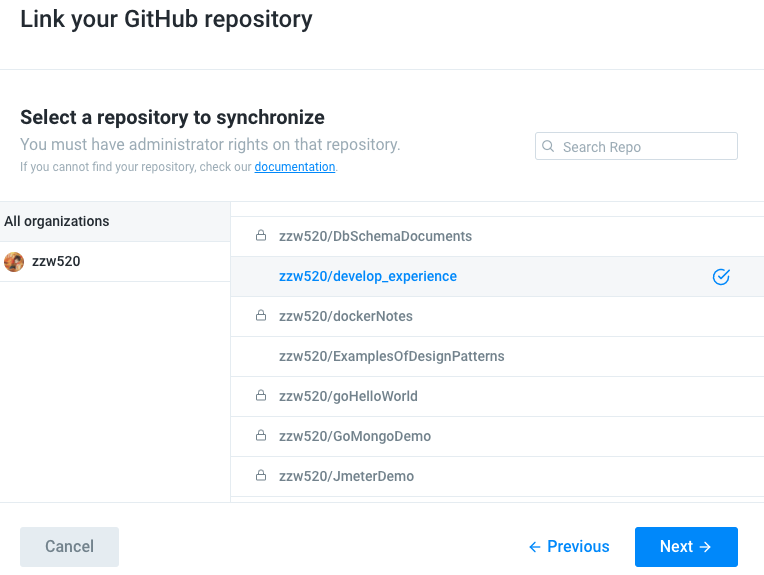 Link your GitHub repository
Select a repository to synchronize
You must have administrator rights on that repository.
If you cannot find your repository, check our documentation.
Search Repo
All organizations
zzw520
zzw520/DbSchemaDocuments
zzw520/develop_experience
zzw520/dockerNotes
zzw520/ExamplesOfDesignPatterns
zzw520/goHelloWorld
zzw520/GoMongoDemo
zzw520/JmeterDemo
Cancel
← Previous
Next →